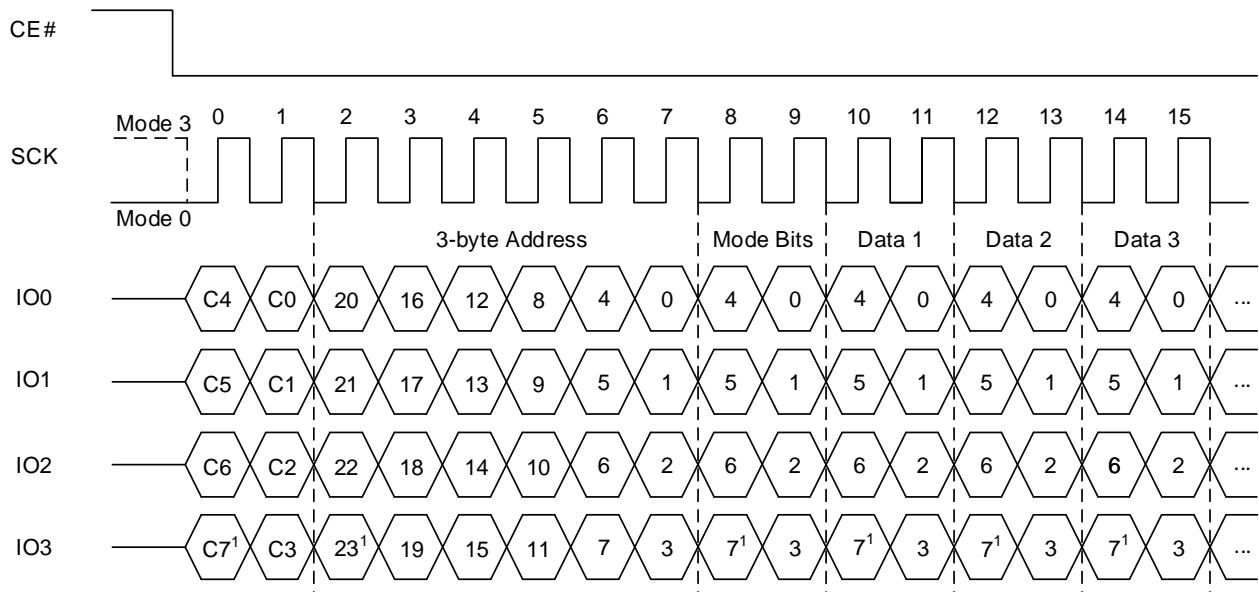 CE#
0 1 2 3 4 5 6 7 8 9 10 11 12 13 14 15
Mode 3
SCK
Mode 0
3-byte Address Mode Bits Data 1 Data 2 Data 3
IO0 C4 C0 20 16 12 8 4 0 4 0 4 0 4 0 4 0 ...
IO1 C5 C1 21 17 13 9 5 1 5 1 5 1 5 1 5 1 ...
IO2 C6 C2 22 18 14 10 6 2 6 2 6 2 6 2 6 2 ...
IO3 C7¹ C3 23¹ 19 15 11 7 3 7¹ 3 7¹ 3 7¹ 3 7¹ 3 ...